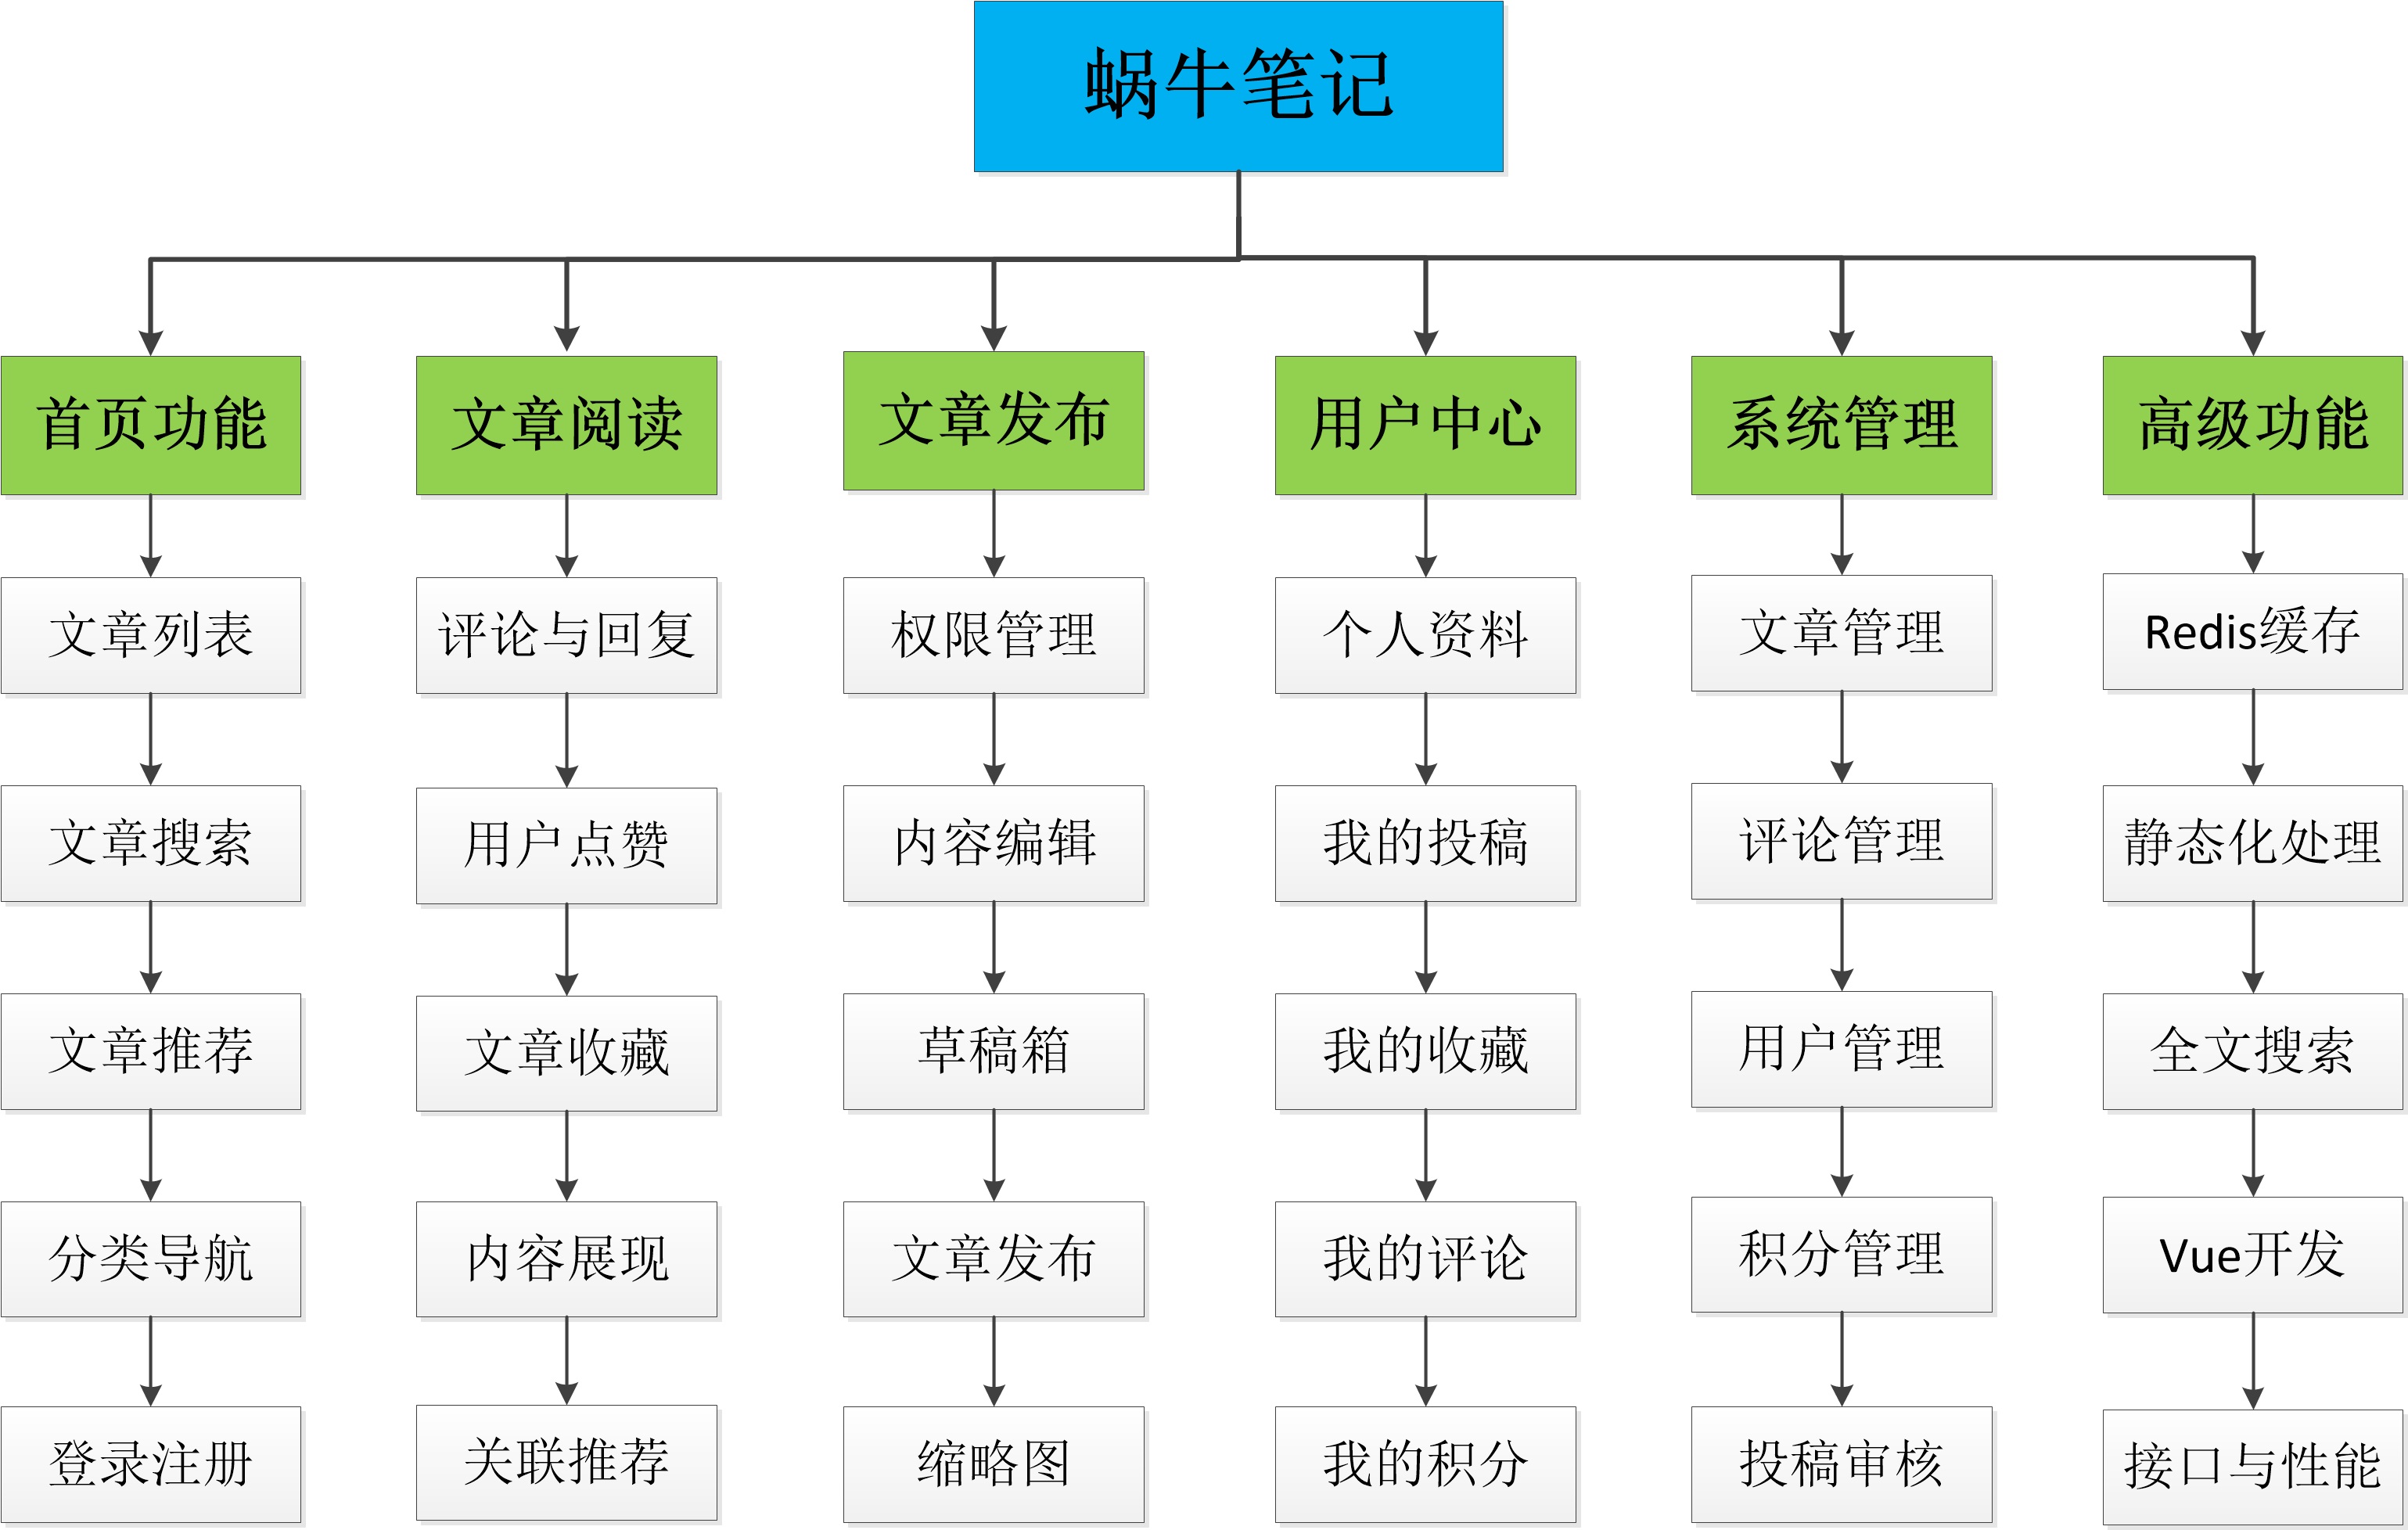 蜗牛笔记
首页功能
文章列表
文章搜索
文章推荐
分类导航
登录注册
文章阅读
评论与回复
用户点赞
文章收藏
内容展现
关联推荐
文章发布
权限管理
内容编辑
草稿箱
文章发布
缩略图
用户中心
个人资料
我的投稿
我的收藏
我的评论
我的积分
系统管理
文章管理
评论管理
用户管理
积分管理
投稿审核
高级功能
Redis缓存
静态化处理
全文搜索
Vue开发
接口与性能